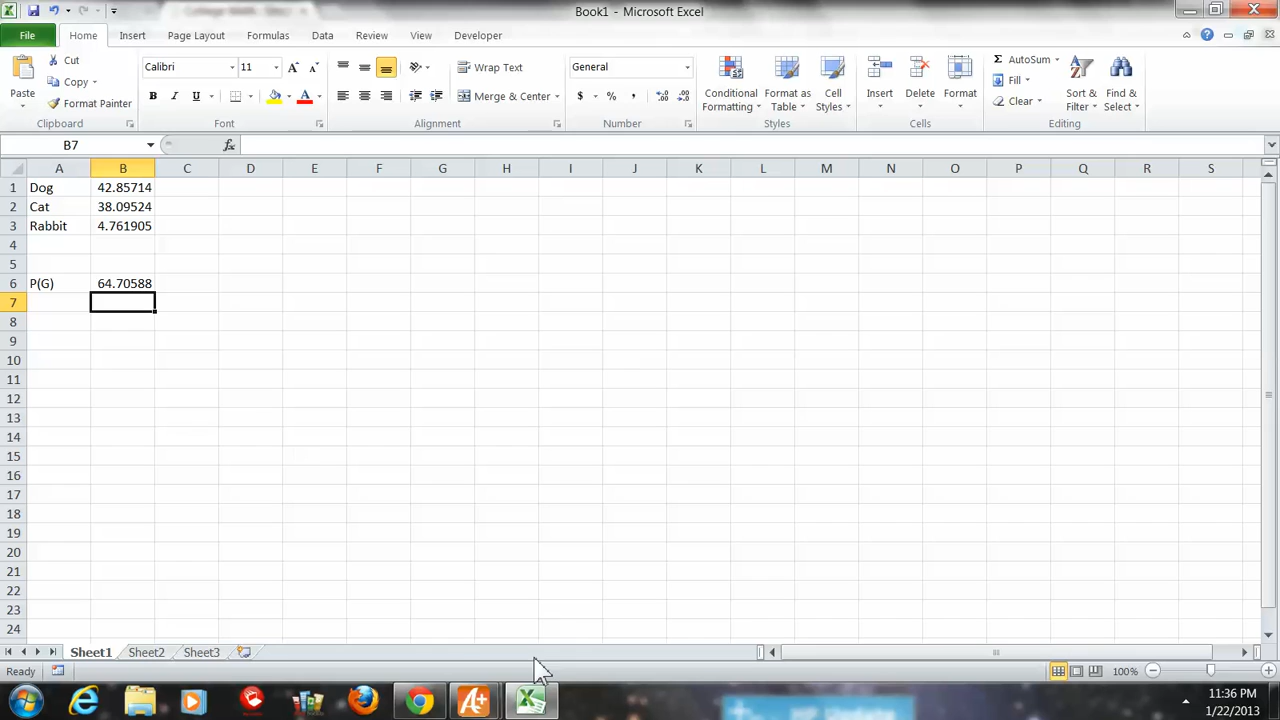 Book1 - Microsoft Excel
File Home Insert Page Layout Formulas Data Review View Developer
Paste
Cut
Copy
Format Painter
Clipboard
Calibri 11
B I U
Font
Wrap Text
Merge & Center
Alignment
General
$ % ,
Number
Conditional Formatting
Format as Table
Cell Styles
Styles
Insert
Delete
Format
Cells
AutoSum
Fill
Clear
Sort & Filter
Find & Select
Editing
B7 fx
A B C D E F G H I J K L M N O P Q R S
1 Dog 42.85714
2 Cat 38.09524
3 Rabbit 4.761905
4
5
6 P(G) 64.70588
7
8
9
10
11
12
13
14
15
16
17
18
19
20
21
22
23
24
Sheet1 Sheet2 Sheet3
Ready 100%
11:36 PM
1/22/2013